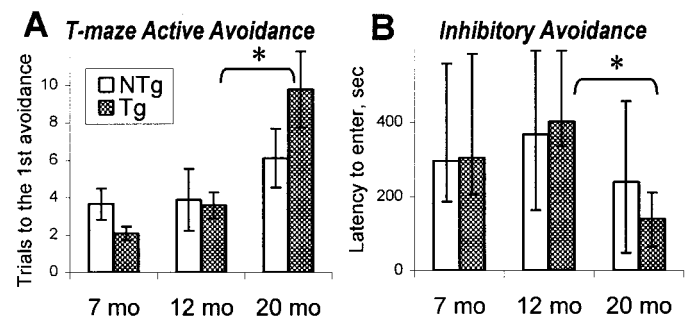 A T-maze Active Avoidance
*
NTg
Tg
Trials to the 1st avoidance
10
8
6
4
2
0
7 mo 12 mo 20 mo
B Inhibitory Avoidance
*
Latency to enter, sec
400
200
0
7 mo 12 mo 20 mo